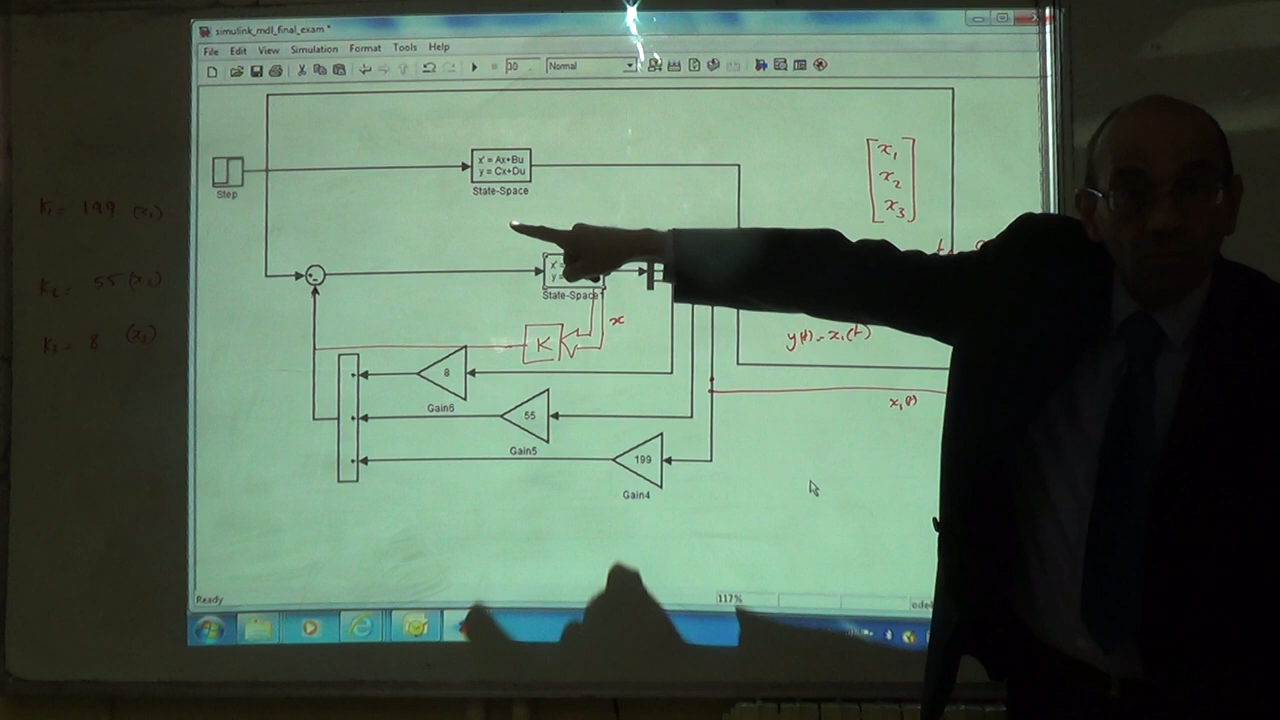 simulink_mdl_final_exam *
File Edit View Simulation Format Tools Help
30
Normal
x' = Ax+Bu
y = Cx+Du
State-Space
Step
x₁
x₂
x₃
K₁ = 199 (x₁)
K₂ = 55 (x₂)
K₃ = 8 (x₃)
State-Space1
x
K
y(t) = x₁(t)
8
Gain6
x₁(t)
55
Gain5
199
Gain4
Ready
117%